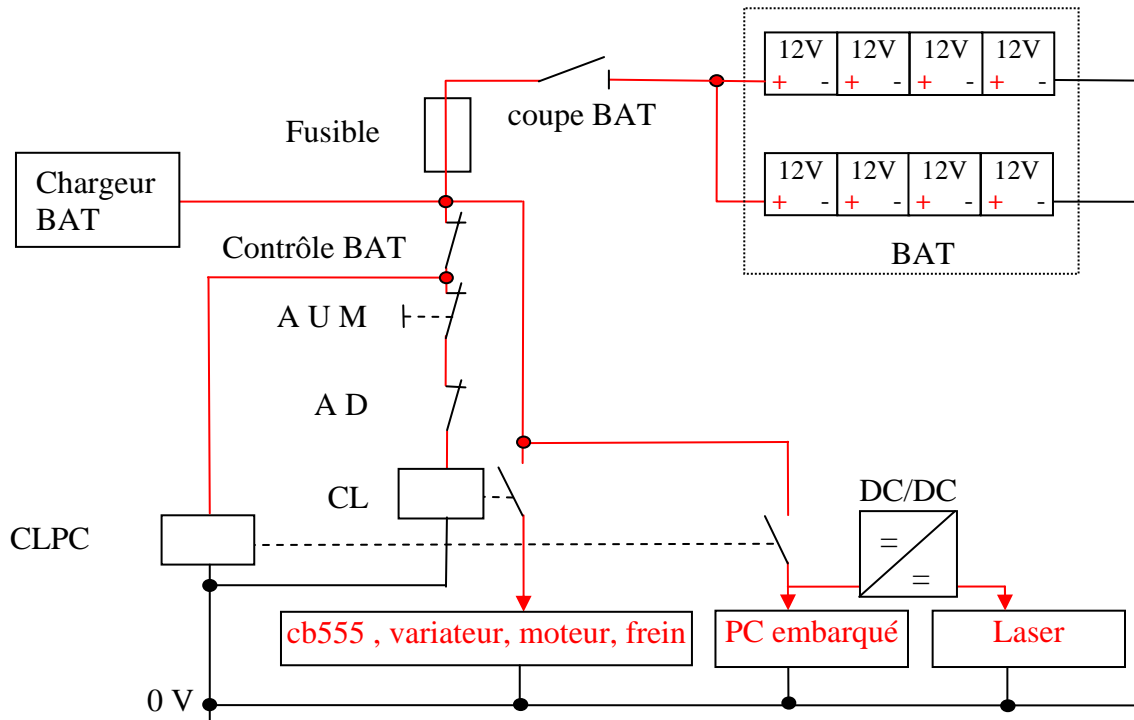 12V 12V 12V 12V
+ - + - + - + -
coupe BAT
Fusible
12V 12V 12V 12V
+ - + - + - + -
Chargeur
BAT
Contrôle BAT
BAT
A U M
A D
CL
DC/DC
CLPC
=
=
cb555 , variateur, moteur, frein
PC embarqué
Laser
0 V